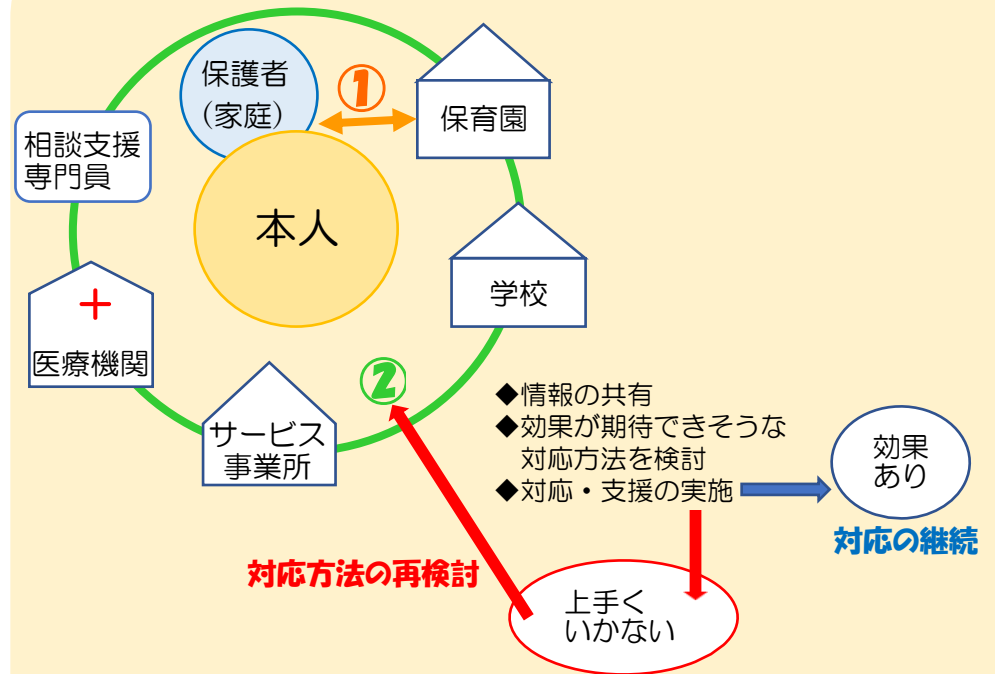 保護者
（家庭）
①
保育園
相談支援
専門員
本人
学校
＋
医療機関
②
サービス
事業所
◆情報の共有
◆効果が期待できそうな
対応方法を検討
◆対応・支援の実施
効果
あり
対応の継続
対応方法の再検討
上手く
いかない